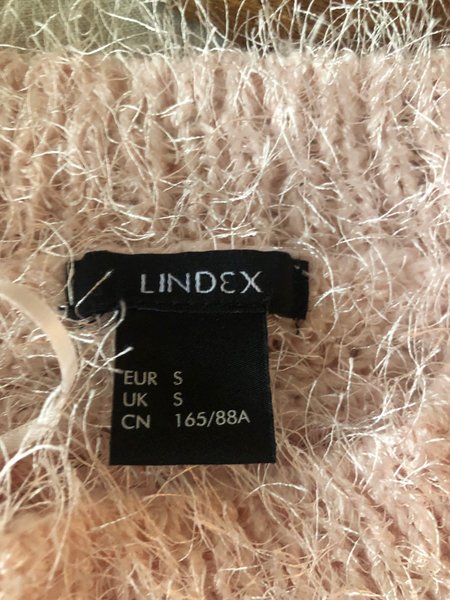 LINDEX
EUR S
UK S
CN 165/88A